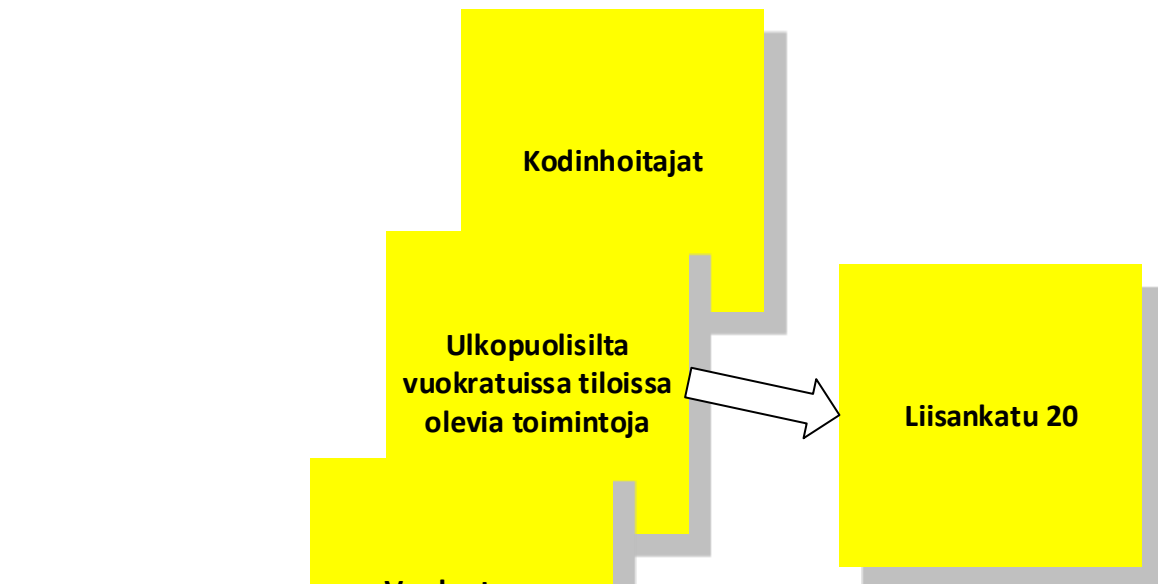 Kodinhoitajat
Ulkopuolisilta
vuokratuissa tiloissa
olevia toimintoja
Liisankatu 20